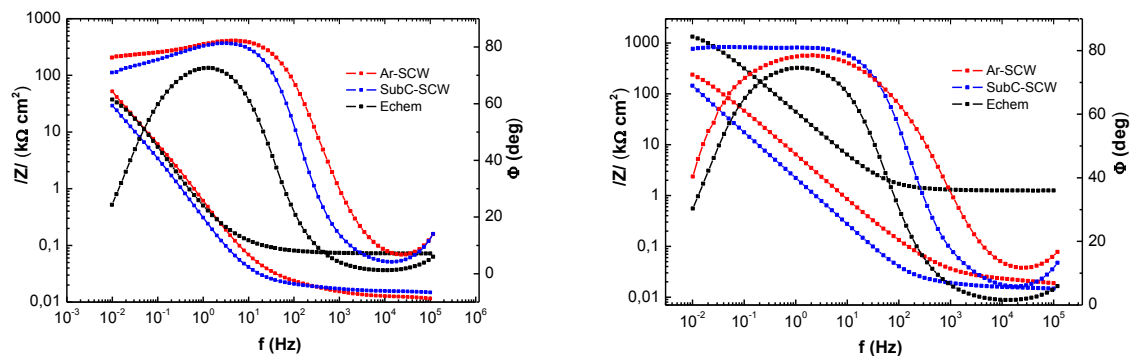 1000
100
10
1
0,1
0,01
/Z/ (kΩ cm²)
80
60
40
20
0
Φ (deg)
Ar-SCW
SubC-SCW
Echem
10⁻³ 10⁻² 10⁻¹ 10⁰ 10¹ 10² 10³ 10⁴ 10⁵ 10⁶
f (Hz)
1000
100
10
1
0,1
0,01
/Z/ (kΩ cm²)
80
60
40
20
0
Φ (deg)
Ar-SCW
SubC-SCW
Echem
10⁻² 10⁻¹ 10⁰ 10¹ 10² 10³ 10⁴ 10⁵
f (Hz)